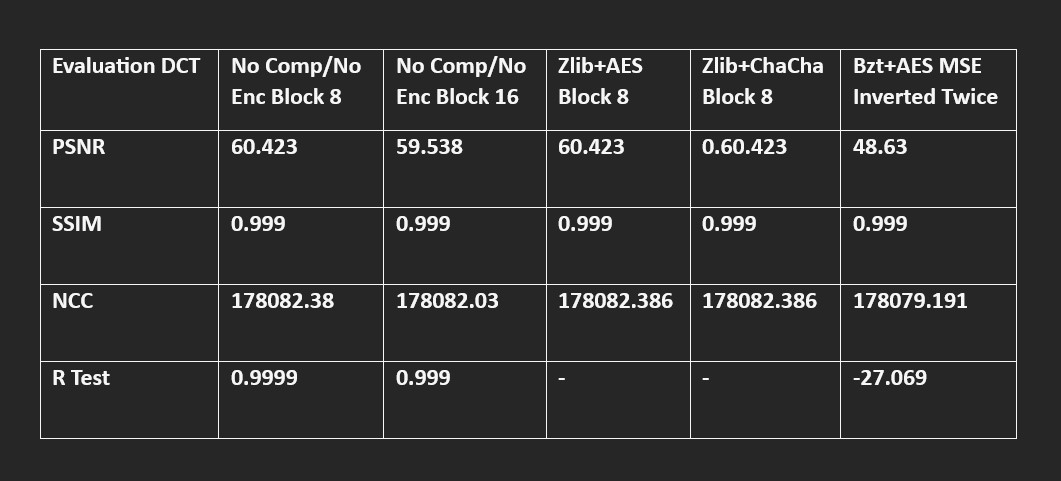 Evaluation DCT
No Comp/No
Enc Block 8
No Comp/No
Enc Block 16
Zlib+AES
Block 8
Zlib+ChaCha
Block 8
Bzt+AES MSE
Inverted Twice
PSNR
60.423
59.538
60.423
0.60.423
48.63
SSIM
0.999
0.999
0.999
0.999
0.999
NCC
178082.38
178082.03
178082.386
178082.386
178079.191
R Test
0.9999
0.999
-
-
-27.069